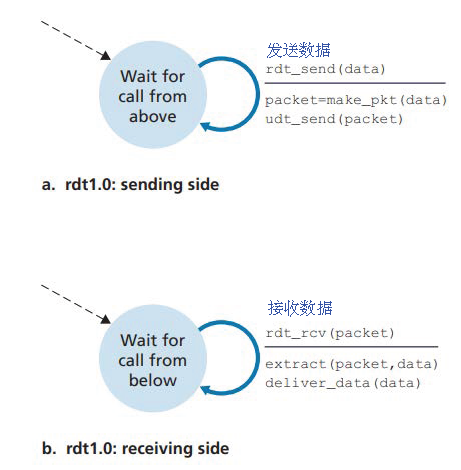 发送数据
rdt_send(data)
Wait for
call from
above
packet=make_pkt(data)
udt_send(packet)
a. rdt1.0: sending side
接收数据
rdt_rcv(packet)
Wait for
call from
below
extract(packet,data)
deliver_data(data)
b. rdt1.0: receiving side